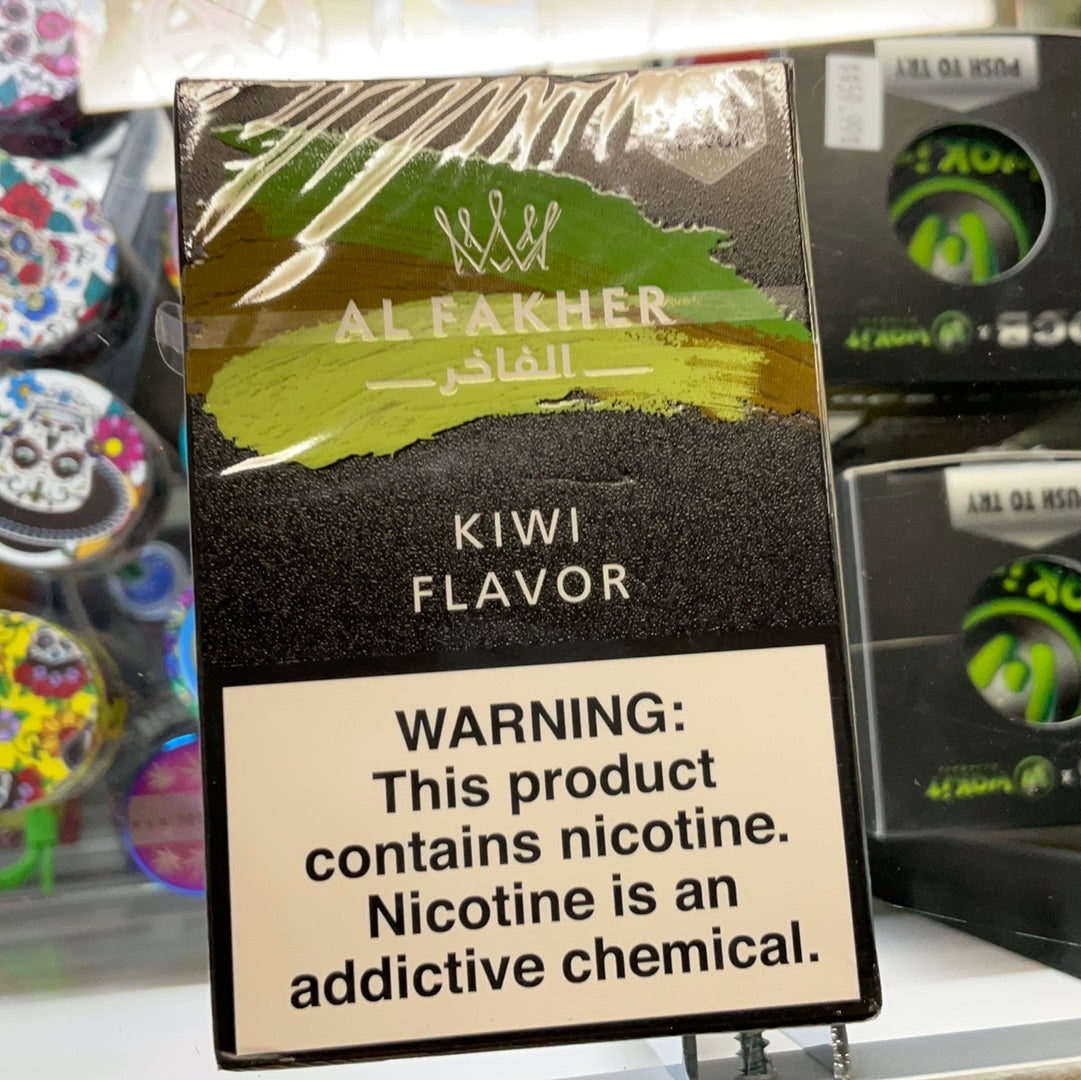 AL FAKHER
الفاخر
KIWI
FLAVOR
WARNING:
This product
contains nicotine.
Nicotine is an
addictive chemical.
PUSH TO TRY
PUSH TO TRY